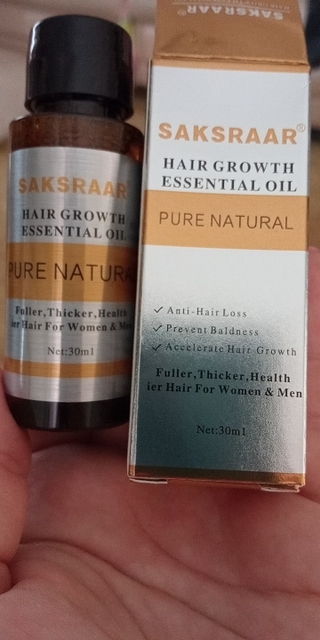 SAKSRAAR®
SAKSRAAR
HAIR GROWTH
ESSENTIAL OIL
PURE NATURA
Fuller,Thicker,Health
ier Hair For Women & Men
Net:30ml
SAKSRAAR®
HAIR GROWTH
ESSENTIAL OIL
PURE NATURAL
✓ Anti-Hair Loss
✓ Prevent Baldness
✓ Accelerate Hair Growth
Fuller,Thicker,Health
ier Hair For Women & Men
Net:30ml